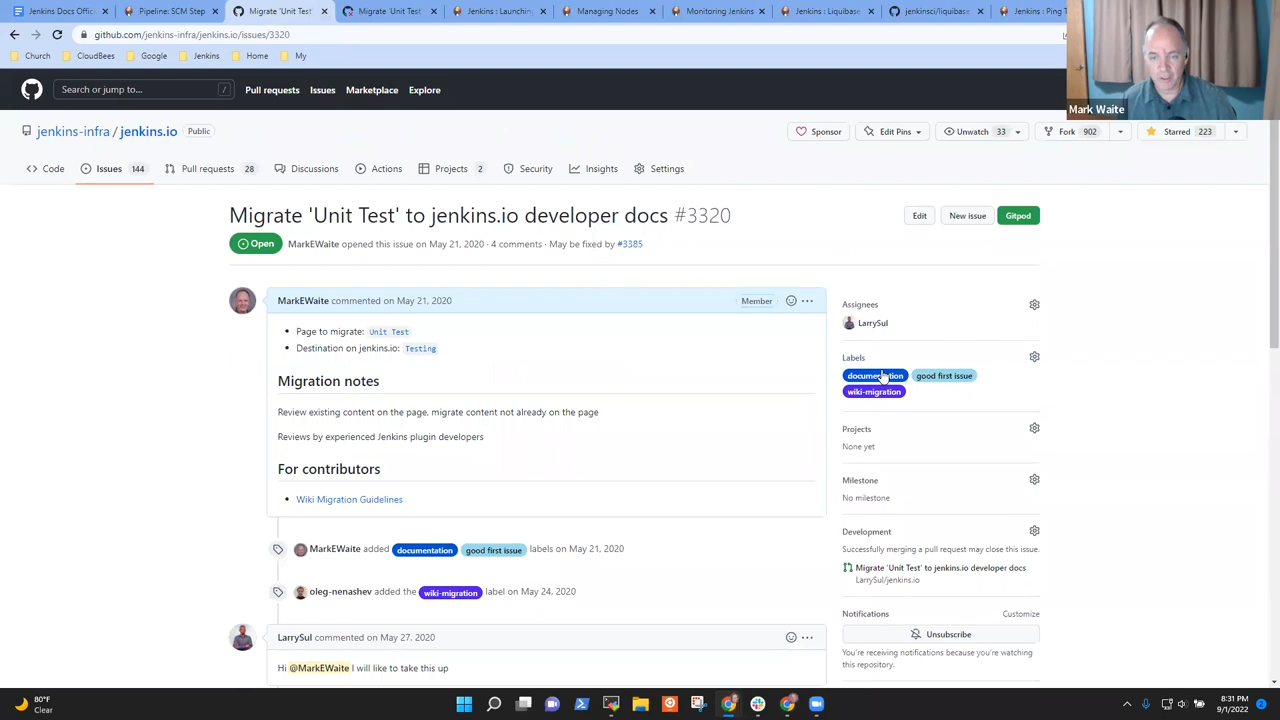 Jenkins Docs Offic
Pipeline: SCM Step
Migrate 'Unit Test'
Migrate 'Unit Test'
Jenkins : Launching
Managing Nodes
Monitoring Jenkins
Jenkins : Liquibase
jenkinsci/liquibase
Jenkins : Ping T
github.com/jenkins-infra/jenkins.io/issues/3320
Church
CloudBees
Google
Jenkins
Home
My
Search or jump to...
/
Pull requests
Issues
Marketplace
Explore
Mark Waite
jenkins-infra / jenkins.io
Public
Sponsor
Edit Pins
Unwatch 33
Fork 902
Starred 223
Code
Issues 144
Pull requests 28
Discussions
Actions
Projects 2
Security
Insights
Settings
Migrate 'Unit Test' to jenkins.io developer docs #3320
Edit
New issue
Gitpod
Open
MarkEWaite opened this issue on May 21, 2020 · 4 comments · May be fixed by #3385
MarkEWaite commented on May 21, 2020
Member
Page to migrate: Unit Test
Destination on jenkins.io: Testing
Migration notes
Review existing content on the page, migrate content not already on the page
Reviews by experienced Jenkins plugin developers
For contributors
Wiki Migration Guidelines
MarkEWaite added documentation good first issue labels on May 21, 2020
oleg-nenashev added the wiki-migration label on May 24, 2020
LarrySul commented on May 27, 2020
Hi @MarkEWaite I will like to take this up
Assignees
LarrySul
Labels
documentation good first issue
wiki-migration
Projects
None yet
Milestone
No milestone
Development
Successfully merging a pull request may close this issue.
Migrate 'Unit Test' to jenkins.io developer docs
LarrySul/jenkins.io
Notifications
Customize
Unsubscribe
You're receiving notifications because you're watching
this repository.
80°F
Clear
8:31 PM
9/1/2022
2